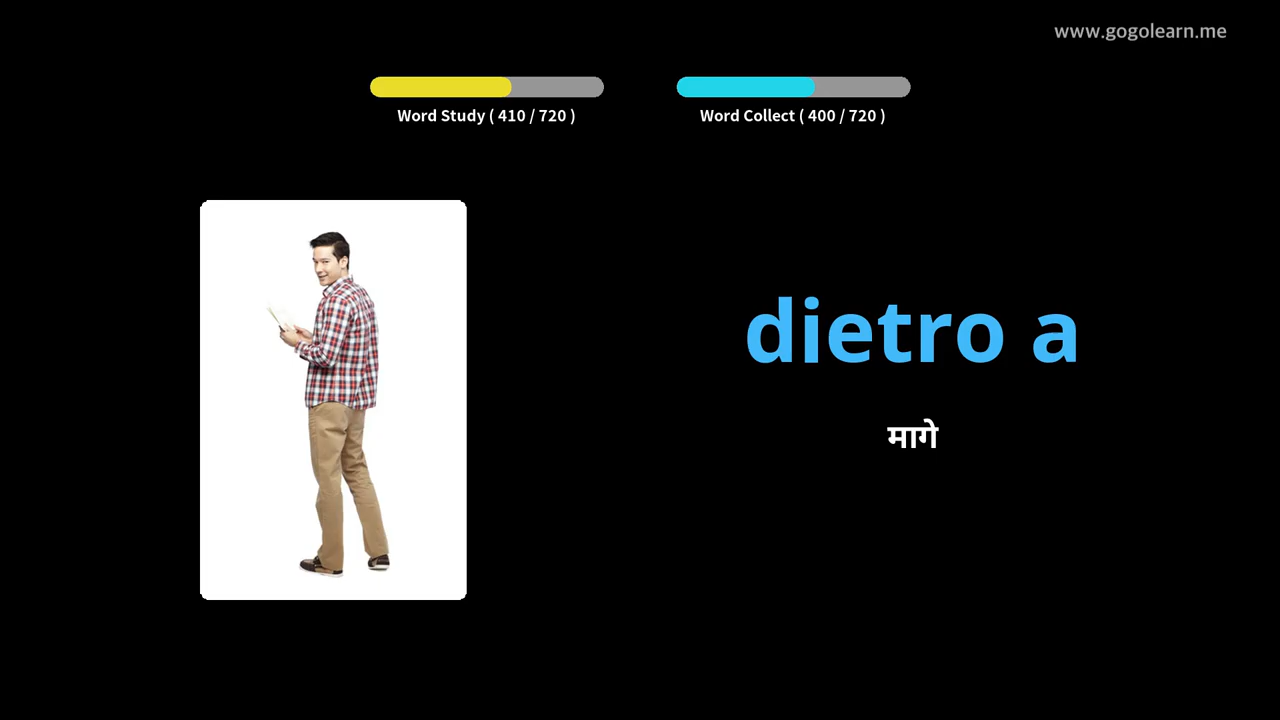 www.gogolearn.me
Word Study ( 410 / 720 )
Word Collect ( 400 / 720 )
dietro a
मागे